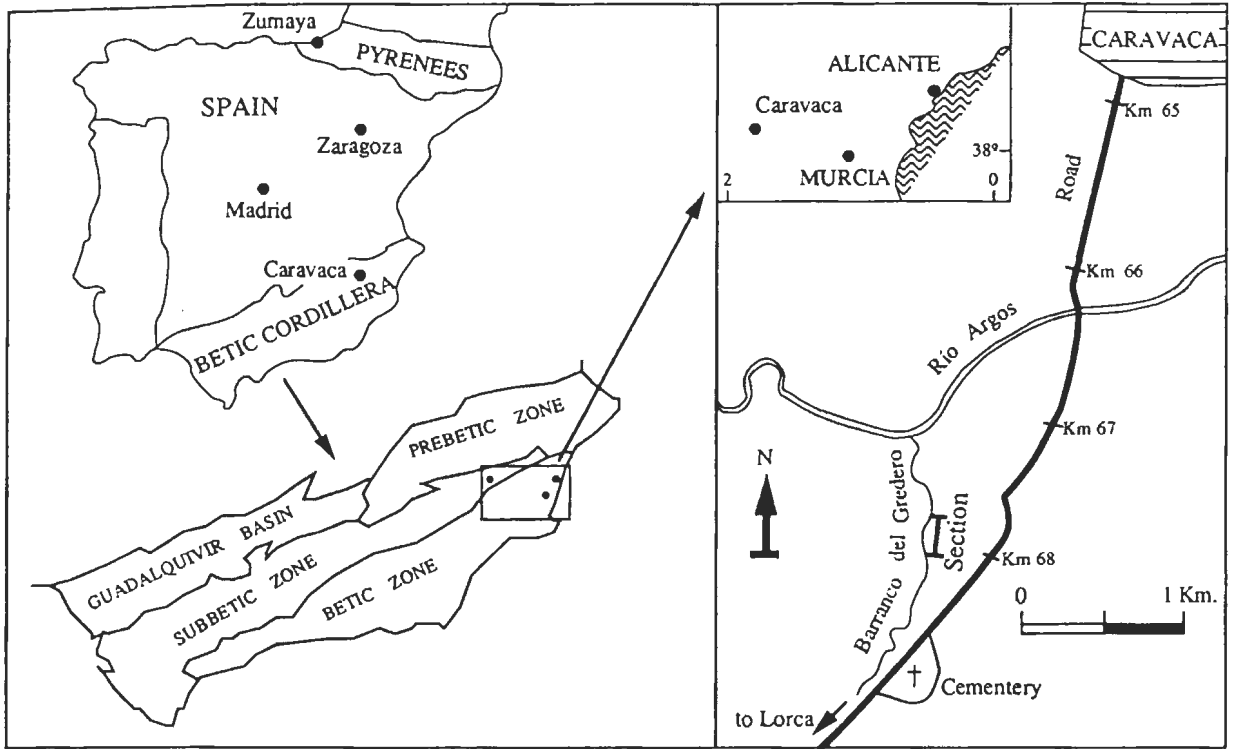 Zumaya
PYRENEES
SPAIN
Zaragoza
Madrid
Caravaca
BETIC CORDILLERA
PREBETIC ZONE
GUADALQUIVIR BASIN
SUBBETIC ZONE
BETIC ZONE
ALICANTE
Caravaca
MURCIA
38º
2
0
CARAVACA
Km 65
Road
Km 66
Río Argos
Km 67
N
Barranco del Gredero
Section
Km 68
0
1 Km.
Cementery
to Lorca